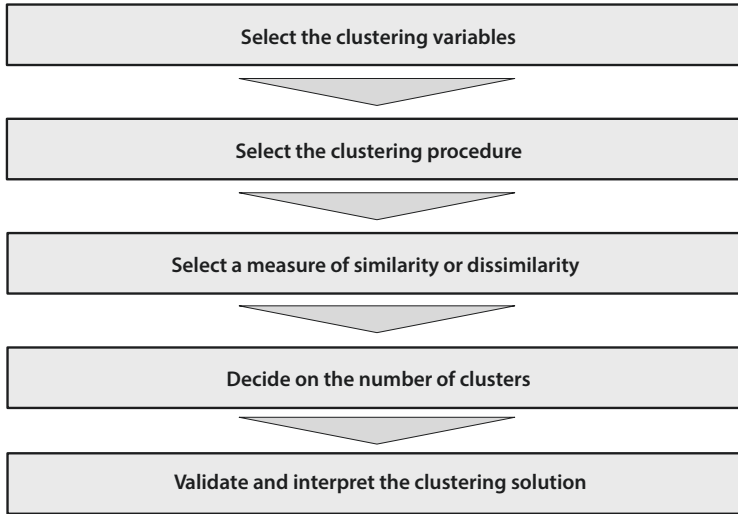 Select the clustering variables
Select the clustering procedure
Select a measure of similarity or dissimilarity
Decide on the number of clusters
Validate and interpret the clustering solution